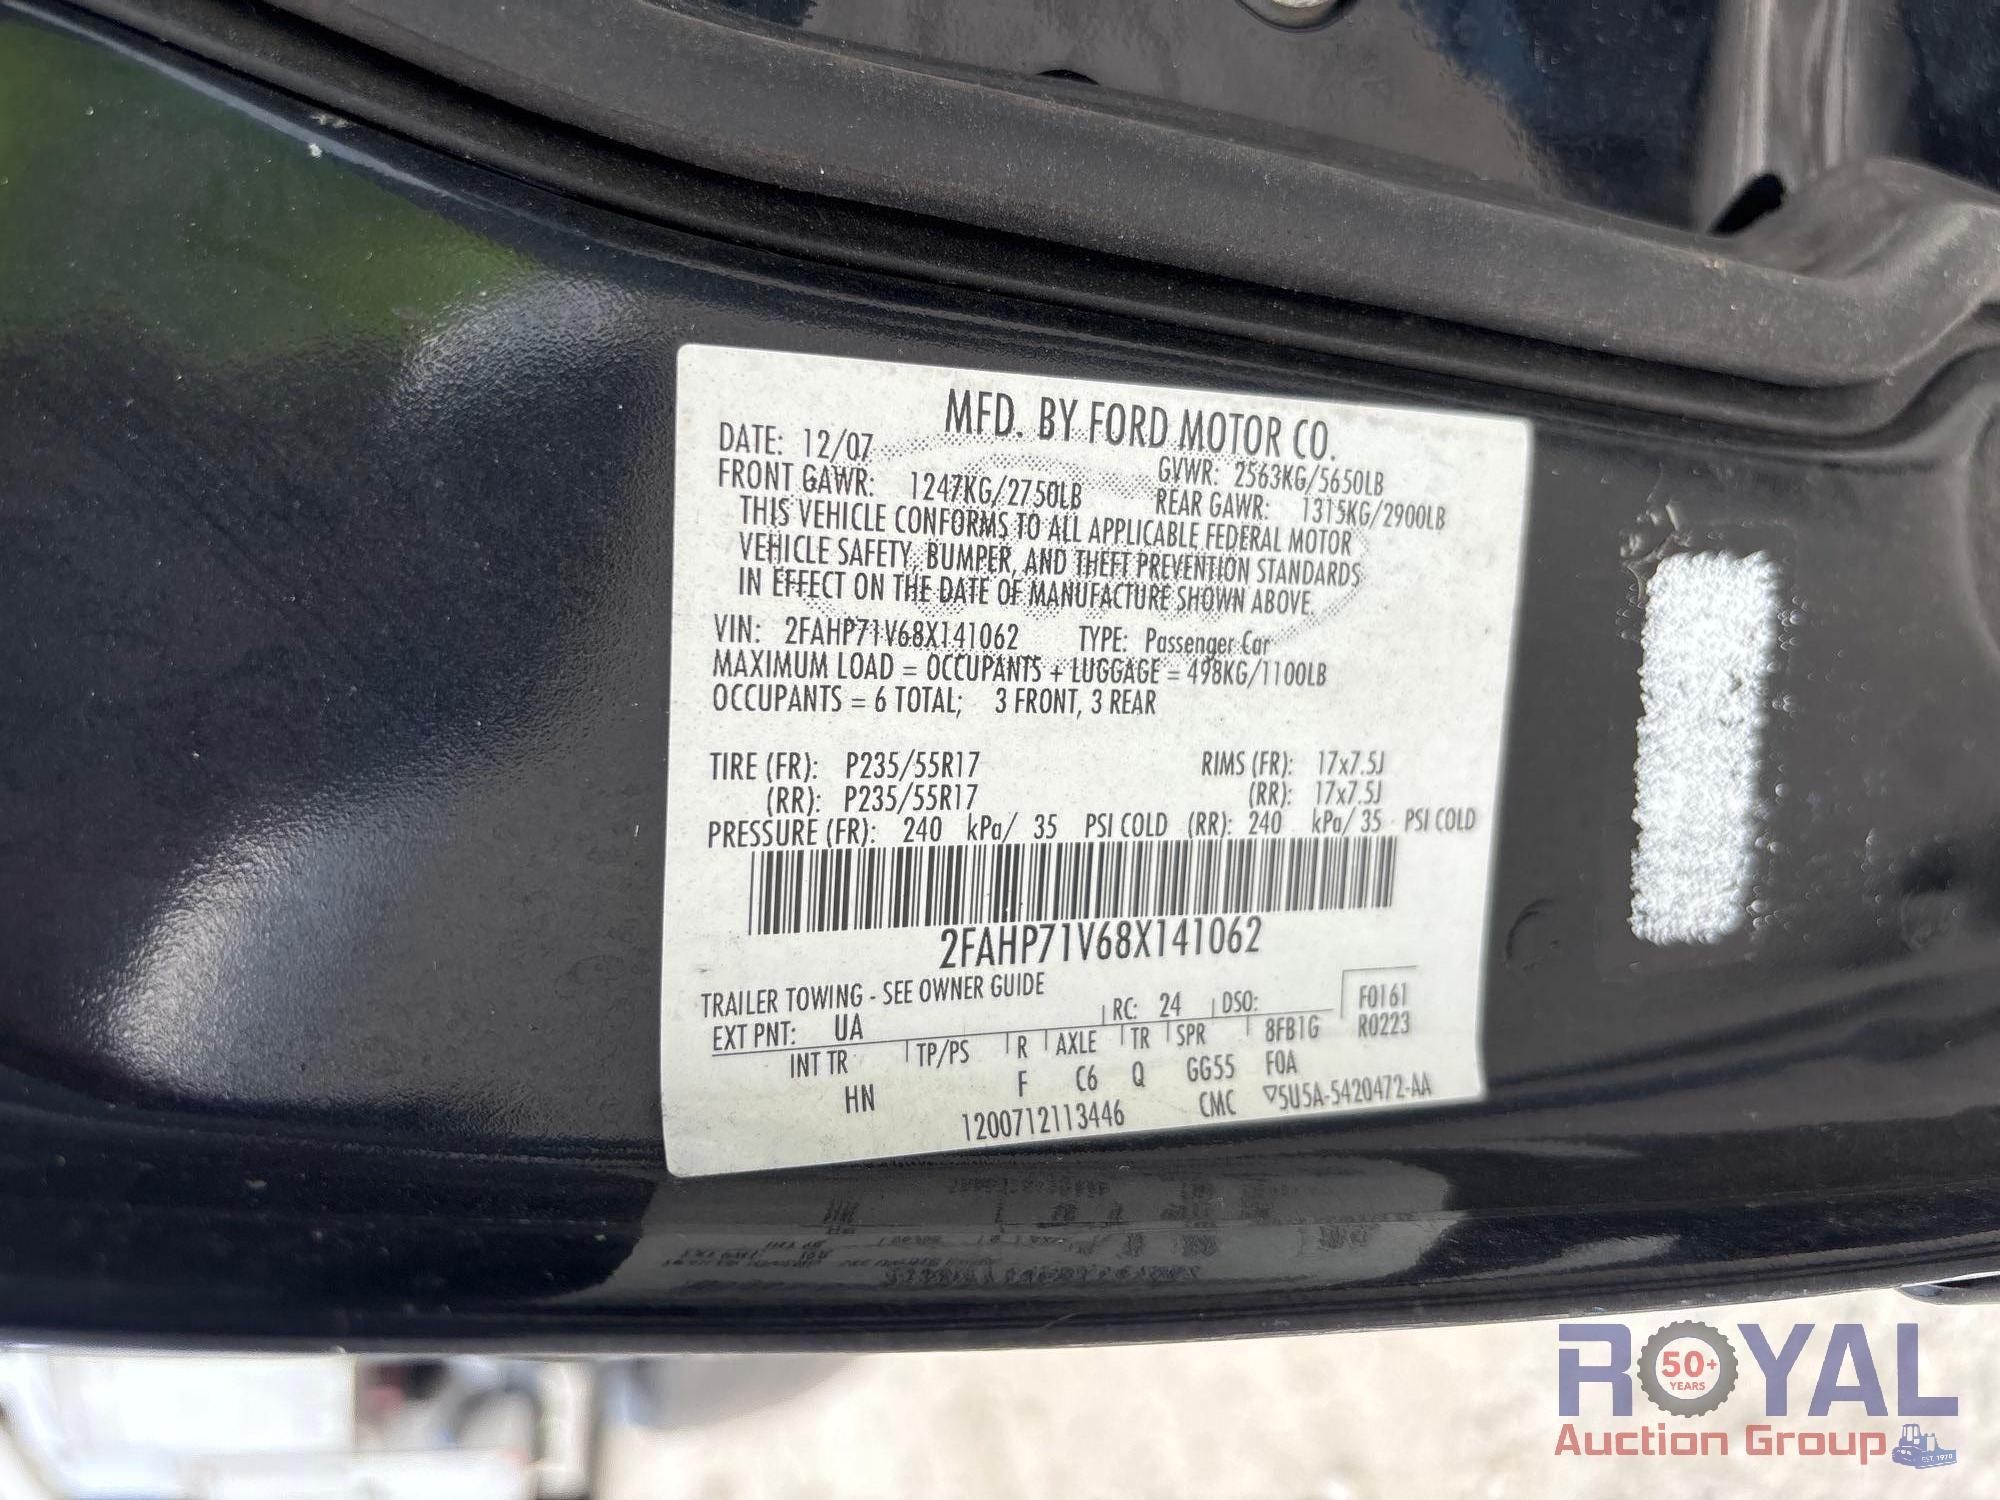 MFD. BY FORD MOTOR CO.
DATE: 12/07
GVWR: 2563KG/5650LB
FRONT GAWR: 1247KG/2750LB
REAR GAWR: 1315KG/2900LB
THIS VEHICLE CONFORMS TO ALL APPLICABLE FEDERAL MOTOR
VEHICLE SAFETY, BUMPER, AND THEFT PREVENTION STANDARDS
IN EFFECT ON THE DATE OF MANUFACTURE SHOWN ABOVE.
VIN: 2FAHP71V68X141062 TYPE: Passenger Car
MAXIMUM LOAD = OCCUPANTS + LUGGAGE = 498KG/1100LB
OCCUPANTS = 6 TOTAL; 3 FRONT, 3 REAR
TIRE (FR): P235/55R17 RIMS (FR): 17x7.5J
(RR): P235/55R17 (RR): 17x7.5J
PRESSURE (FR): 240 kPa/ 35 PSI COLD (RR): 240 kPa/ 35 PSI COLD
2FAHP71V68X141062
TRAILER TOWING - SEE OWNER GUIDE
EXT PNT: UA RC: 24 DSO: F0161
R0223
INT TR TP/PS R AXLE TR SPR 8FB1G
HN F C6 Q GG55 F0A
1200712113446 CMC ▽5U5A-5420472-AA
ROYAL
50+
YEARS
Auction Group
EST. 1970